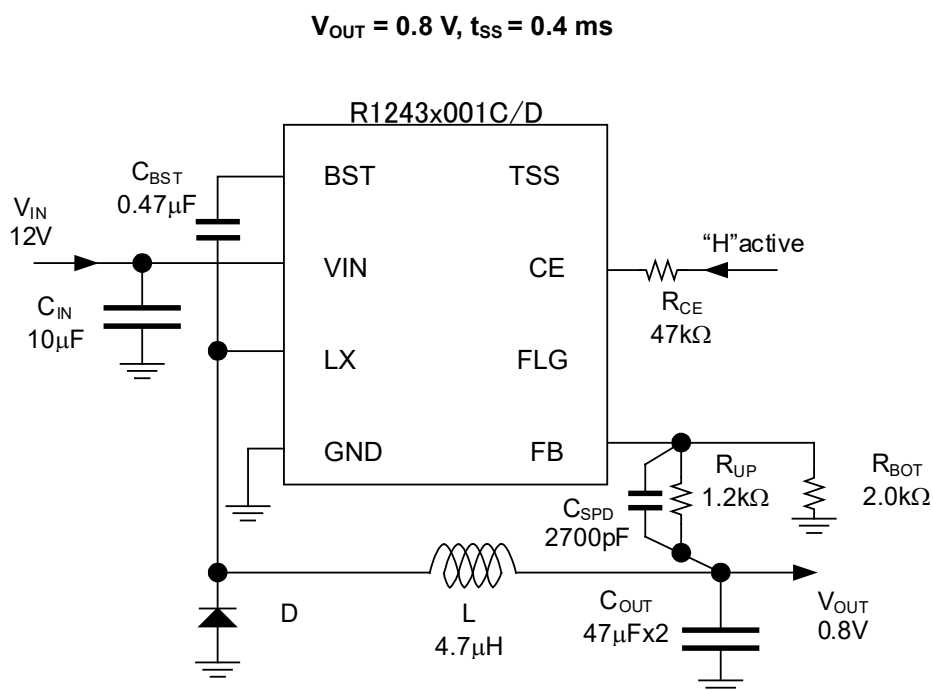 VOUT = 0.8 V, tSS = 0.4 ms
R1243x001C/D
CBST
0.47μF
BST
TSS
VIN
12V
VIN
CE
"H"active
RCE
47kΩ
CIN
10μF
LX
FLG
GND
FB
RUP
1.2kΩ
RBOT
2.0kΩ
CSPD
2700pF
D
L
4.7μH
COUT
47μFx2
VOUT
0.8V